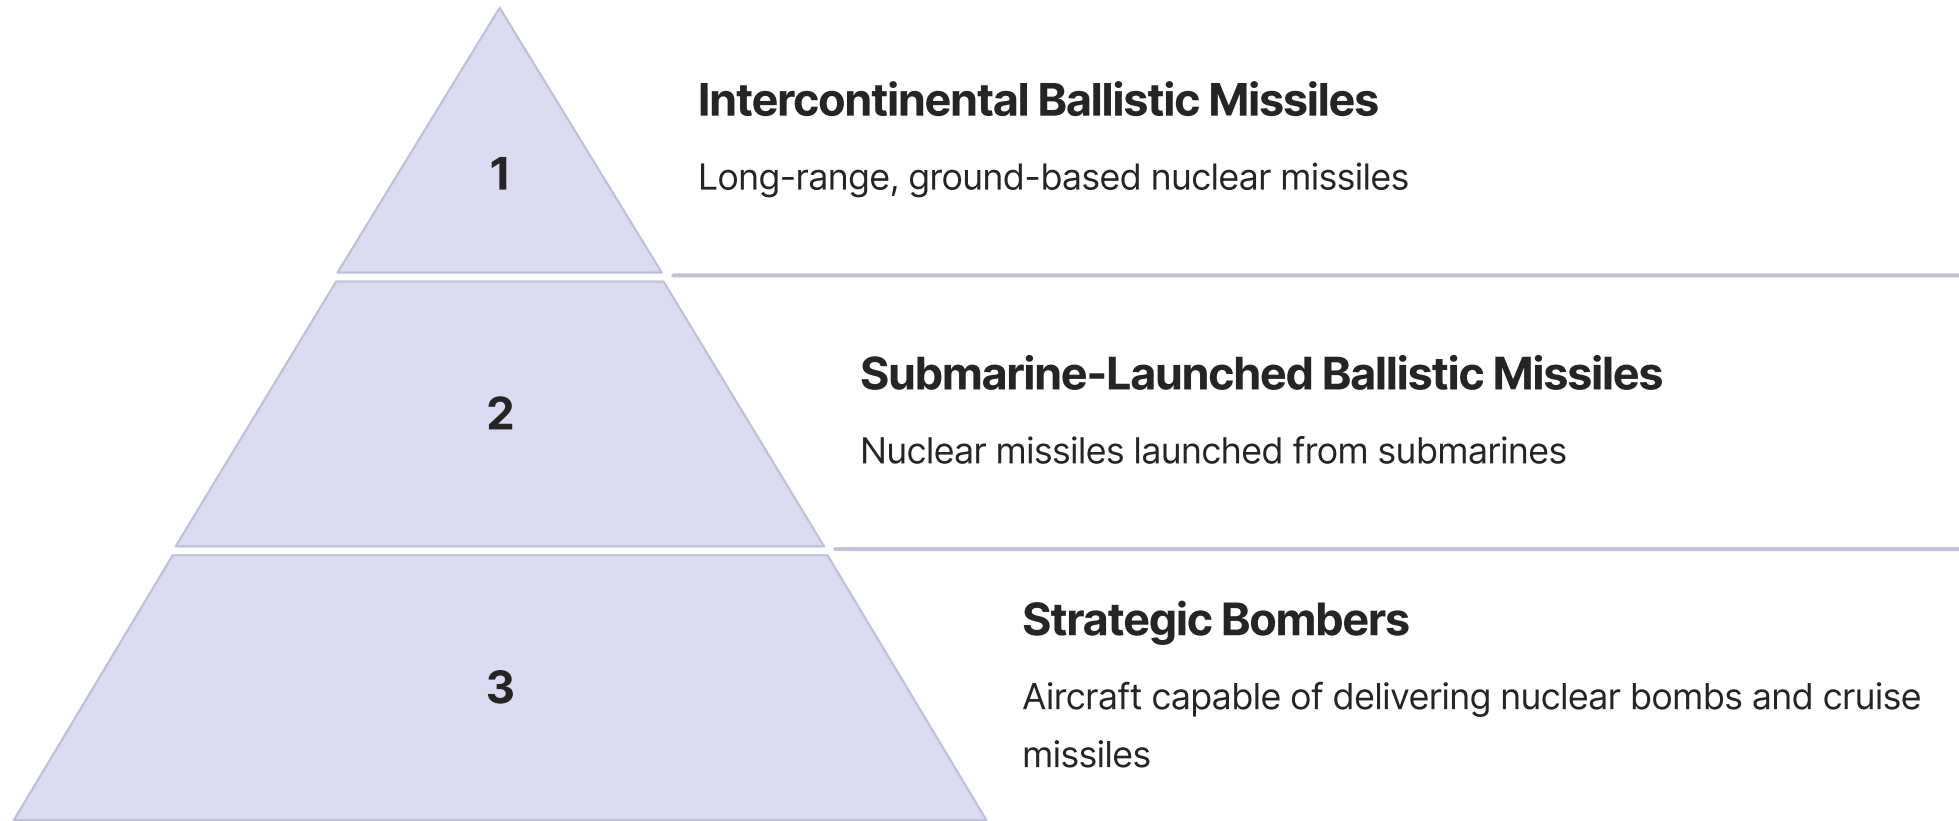 1
Intercontinental Ballistic Missiles
Long-range, ground-based nuclear missiles
2
Submarine-Launched Ballistic Missiles
Nuclear missiles launched from submarines
3
Strategic Bombers
Aircraft capable of delivering nuclear bombs and cruise
missiles